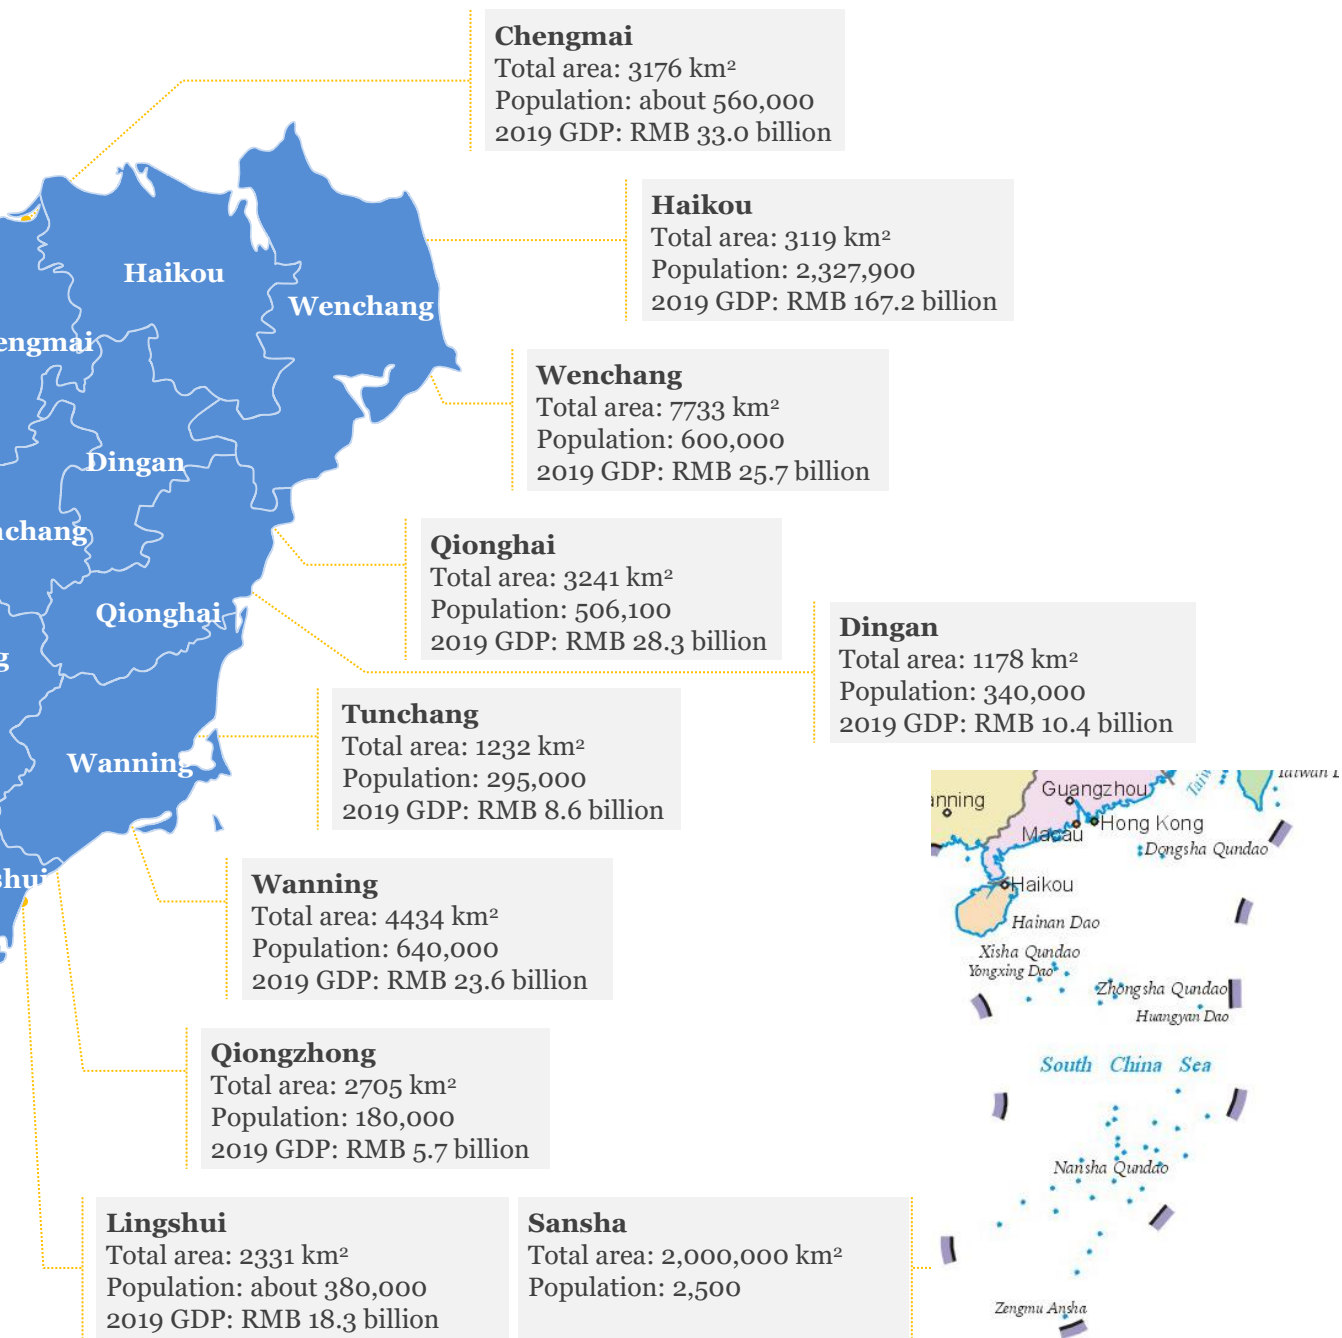 Chengmai
Total area: 3176 km²
Population: about 560,000
2019 GDP: RMB 33.0 billion
Haikou
Total area: 3119 km²
Population: 2,327,900
2019 GDP: RMB 167.2 billion
Wenchang
Total area: 7733 km²
Population: 600,000
2019 GDP: RMB 25.7 billion
Qionghai
Total area: 3241 km²
Population: 506,100
2019 GDP: RMB 28.3 billion
Dingan
Total area: 1178 km²
Population: 340,000
2019 GDP: RMB 10.4 billion
Tunchang
Total area: 1232 km²
Population: 295,000
2019 GDP: RMB 8.6 billion
Wanning
Total area: 4434 km²
Population: 640,000
2019 GDP: RMB 23.6 billion
Qiongzhong
Total area: 2705 km²
Population: 180,000
2019 GDP: RMB 5.7 billion
Lingshui
Total area: 2331 km²
Population: about 380,000
2019 GDP: RMB 18.3 billion
Sansha
Total area: 2,000,000 km²
Population: 2,500
Haikou
Wenchang
engmai
Dingan
nchang
Qionghai
g
Wanning
shui
anning
Guangzhou
Macau
Hong Kong
Taiw
Taiwan D
Dongsha Qundao
Haikou
Hainan Dao
Xisha Qundao
Yongxing Dao
Zhongsha Qundao
Huangyan Dao
South China Sea
Nansha Qundao
Zengmu Ansha